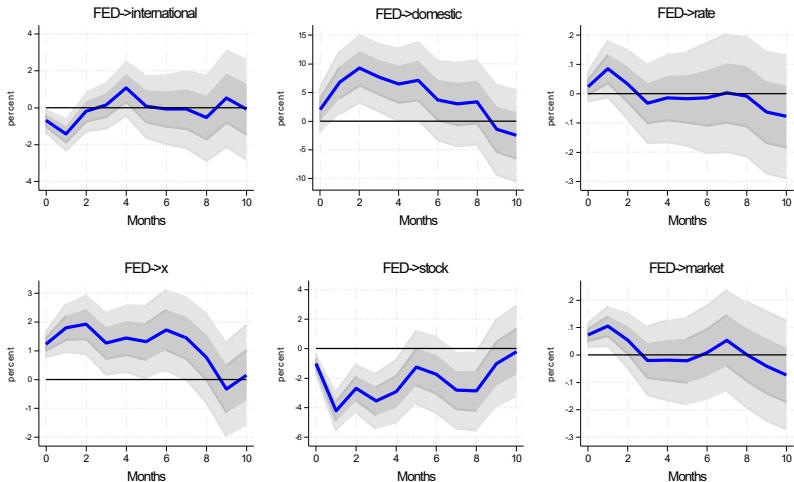 FED->international
4
2
0
-2
-4
percent
0 2 4 6 8 10
Months
FED->domestic
15
10
5
0
-5
-10
percent
0 2 4 6 8 10
Months
FED->rate
.2
.1
0
-.1
-.2
-.3
percent
0 2 4 6 8 10
Months
FED->x
3
2
1
0
-1
-2
percent
0 2 4 6 8 10
Months
FED->stock
4
2
0
-2
-4
-6
percent
0 2 4 6 8 10
Months
FED->market
.2
.1
0
-.1
-.2
-.3
percent
0 2 4 6 8 10
Months